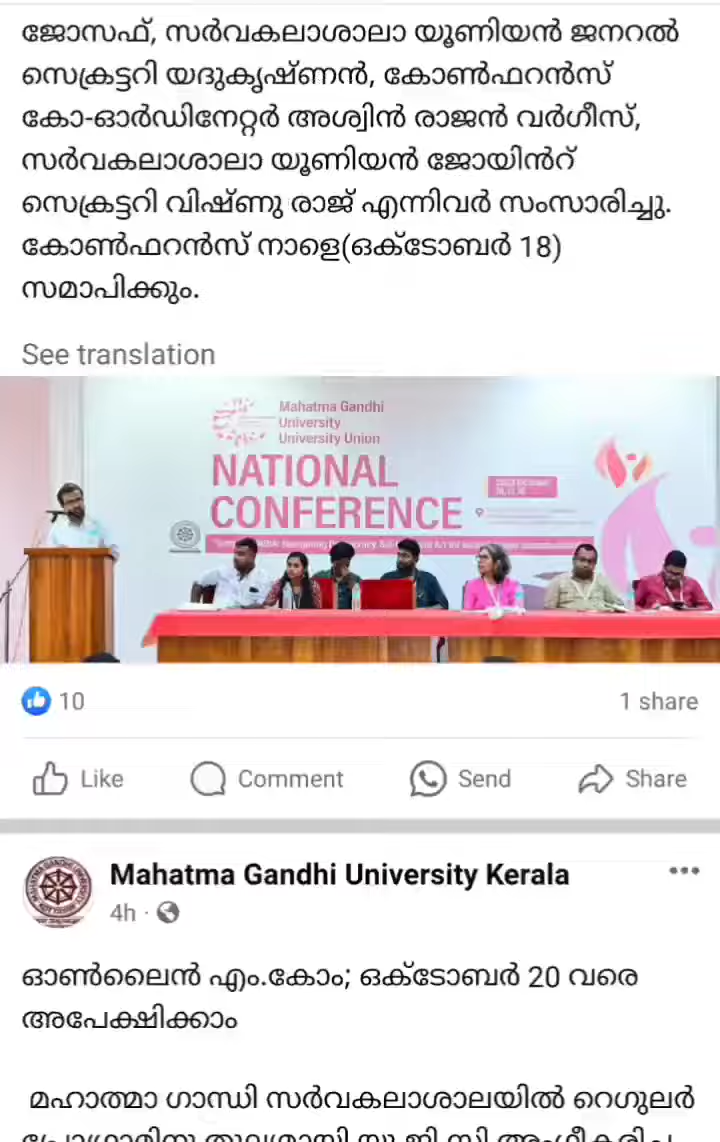 ജോസഫ്, സർവകലാശാലാ യൂണിയൻ ജനറൽ
സെക്രട്ടറി യദുകൃഷ്ണൻ, കോൺഫറൻസ്
കോ-ഓർഡിനേറ്റർ അശ്വിൻ രാജൻ വർഗീസ്,
സർവകലാശാലാ യൂണിയൻ ജോയിൻറ്
സെക്രട്ടറി വിഷ്ണു രാജ് എന്നിവർ സംസാരിച്ചു.
കോൺഫറൻസ് നാളെ(ഒക്ടോബർ 18)
സമാപിക്കും.
See translation
Mahatma Gandhi
University
University Union
NATIONAL
CONFERENCE
10
1 share
Like
Comment
Send
Share
Mahatma Gandhi University Kerala
4h
ഓൺലൈൻ എം.കോം; ഒക്ടോബർ 20 വരെ
അപേക്ഷിക്കാം
മഹാത്മാ ഗാന്ധി സർവകലാശാലയിൽ റെഗുലർ